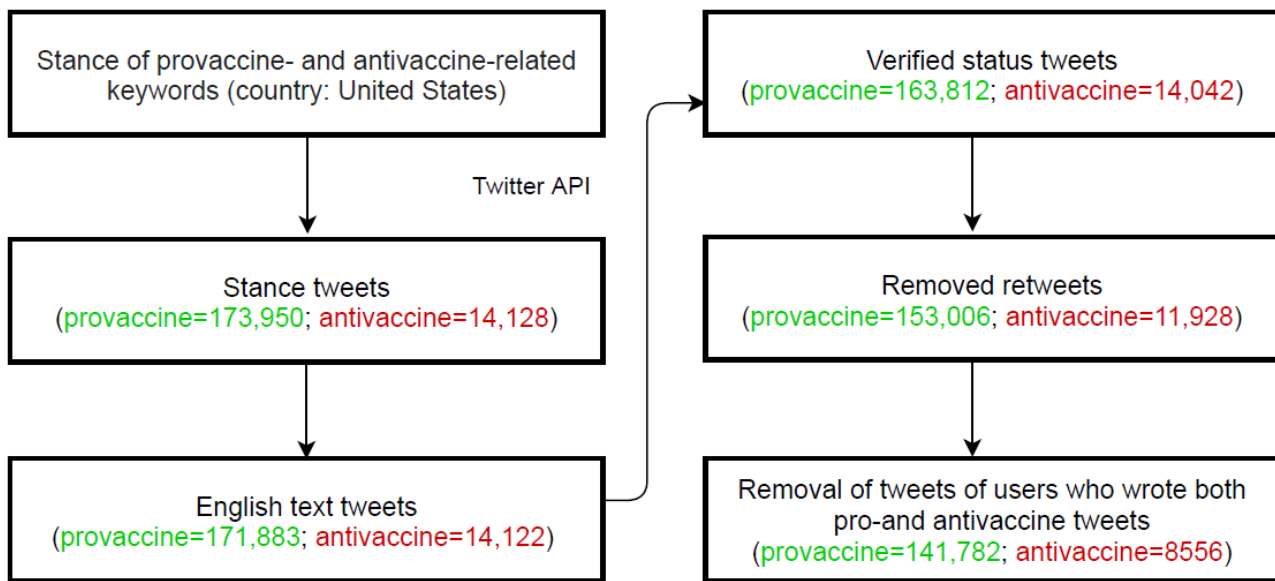 Stance of provaccine- and antivaccine-related
keywords (country: United States)
Twitter API
Stance tweets
(provaccine=173,950; antivaccine=14,128)
English text tweets
(provaccine=171,883; antivaccine=14,122)
Verified status tweets
(provaccine=163,812; antivaccine=14,042)
Removed retweets
(provaccine=153,006; antivaccine=11,928)
Removal of tweets of users who wrote both
pro-and antivaccine tweets
(provaccine=141,782; antivaccine=8556)